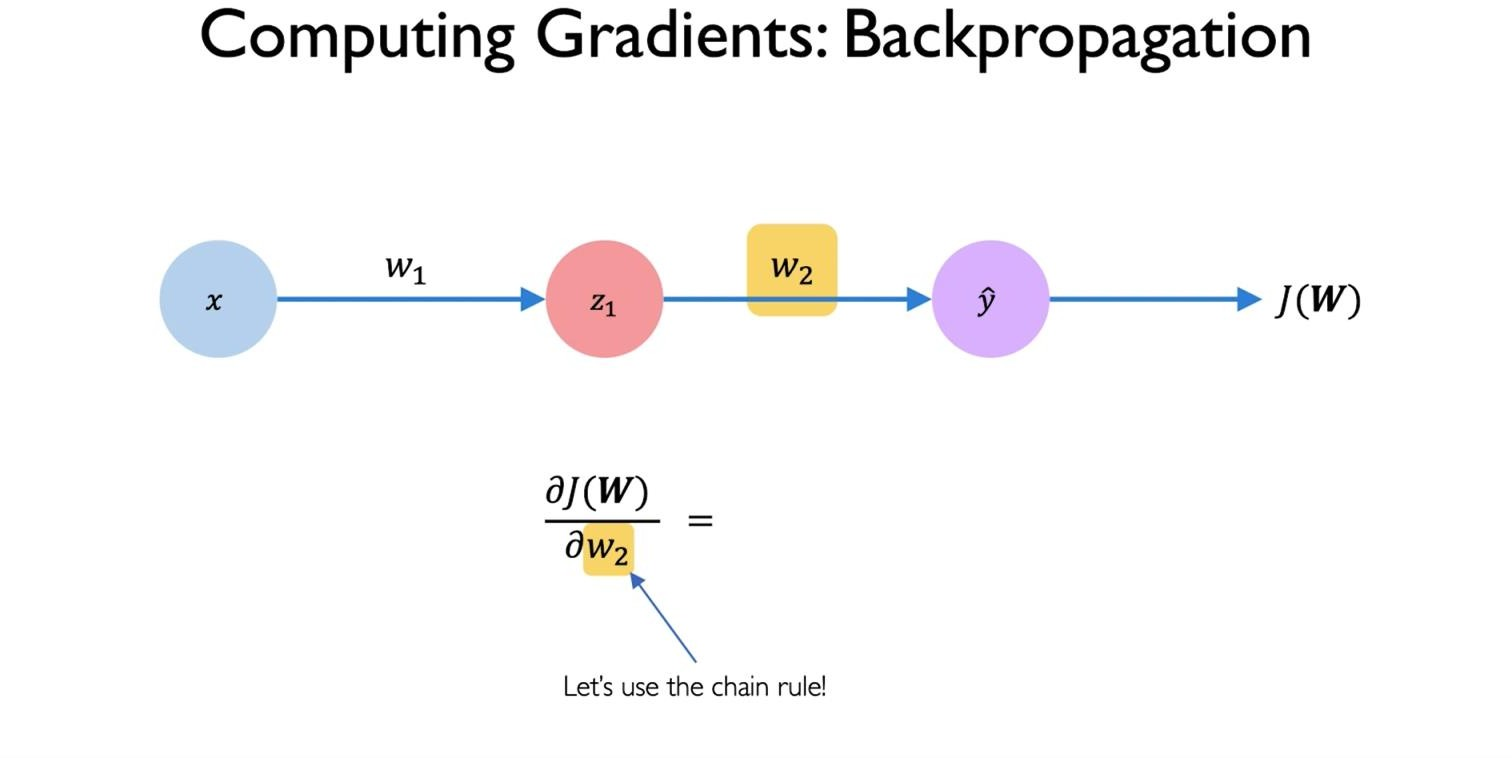 Computing Gradients: Backpropagation
x w₁ z₁ w₂ ŷ J(W)
∂J(W)
∂w₂
=
Let's use the chain rule!